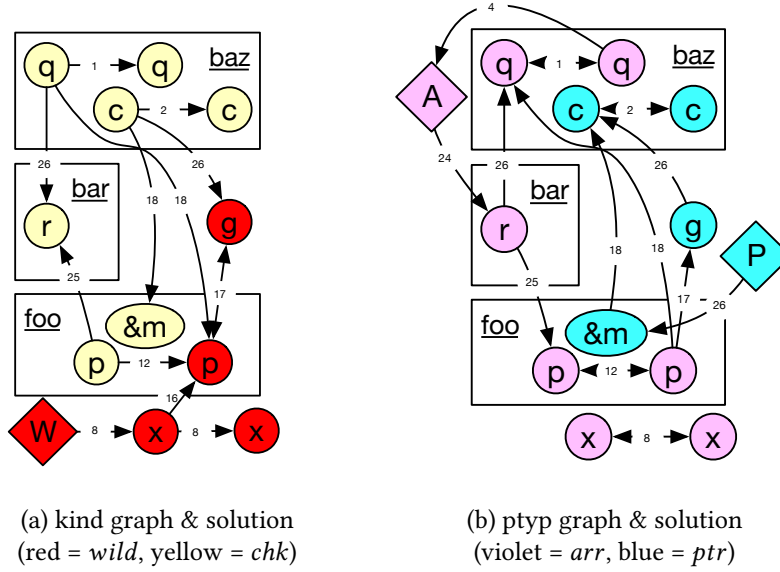 4
q 1 q baz
c 2 c
26 26
18 18
bar
r g
25
17
foo &m
p 12 p
16
W 8 x 8 x
q 1 q baz
A
c 2 c
24 26 26
bar
r g
18 18 P
25
17 26
foo &m
p 12 p
x 8 x
(a) kind graph & solution
(red = wild, yellow = chk)
(b) ptyp graph & solution
(violet = arr, blue = ptr)